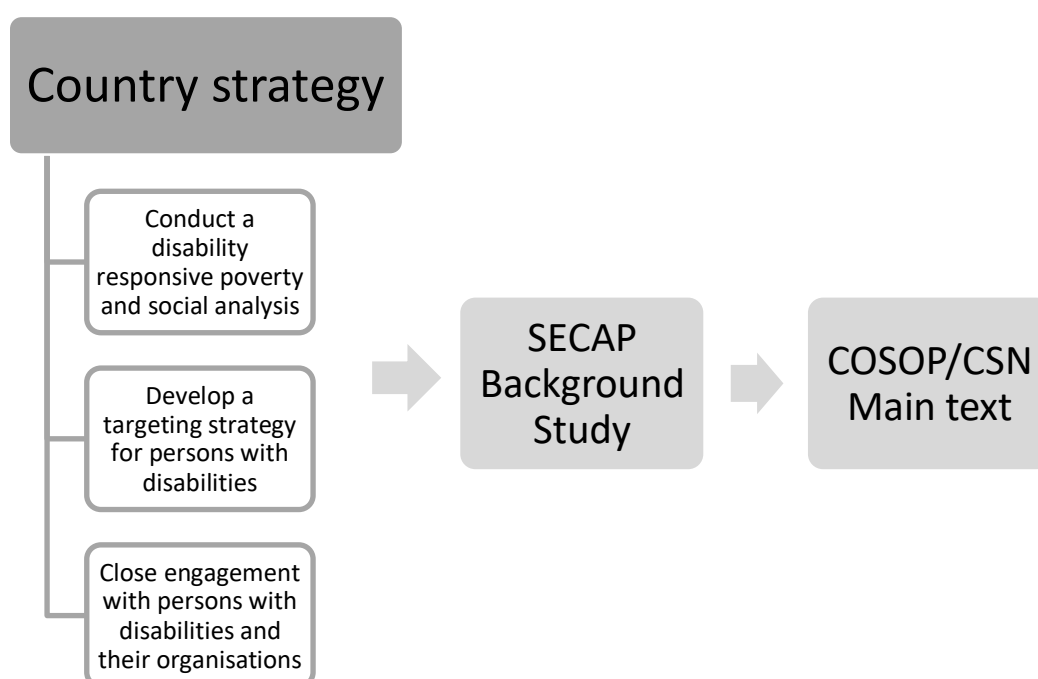 Country strategy
Conduct a
disability
responsive poverty
and social analysis
Develop a
targeting strategy
for persons with
disabilities
Close engagement
with persons with
disabilities and
their organisations
SECAP
Background
Study
COSOP/CSN
Main text